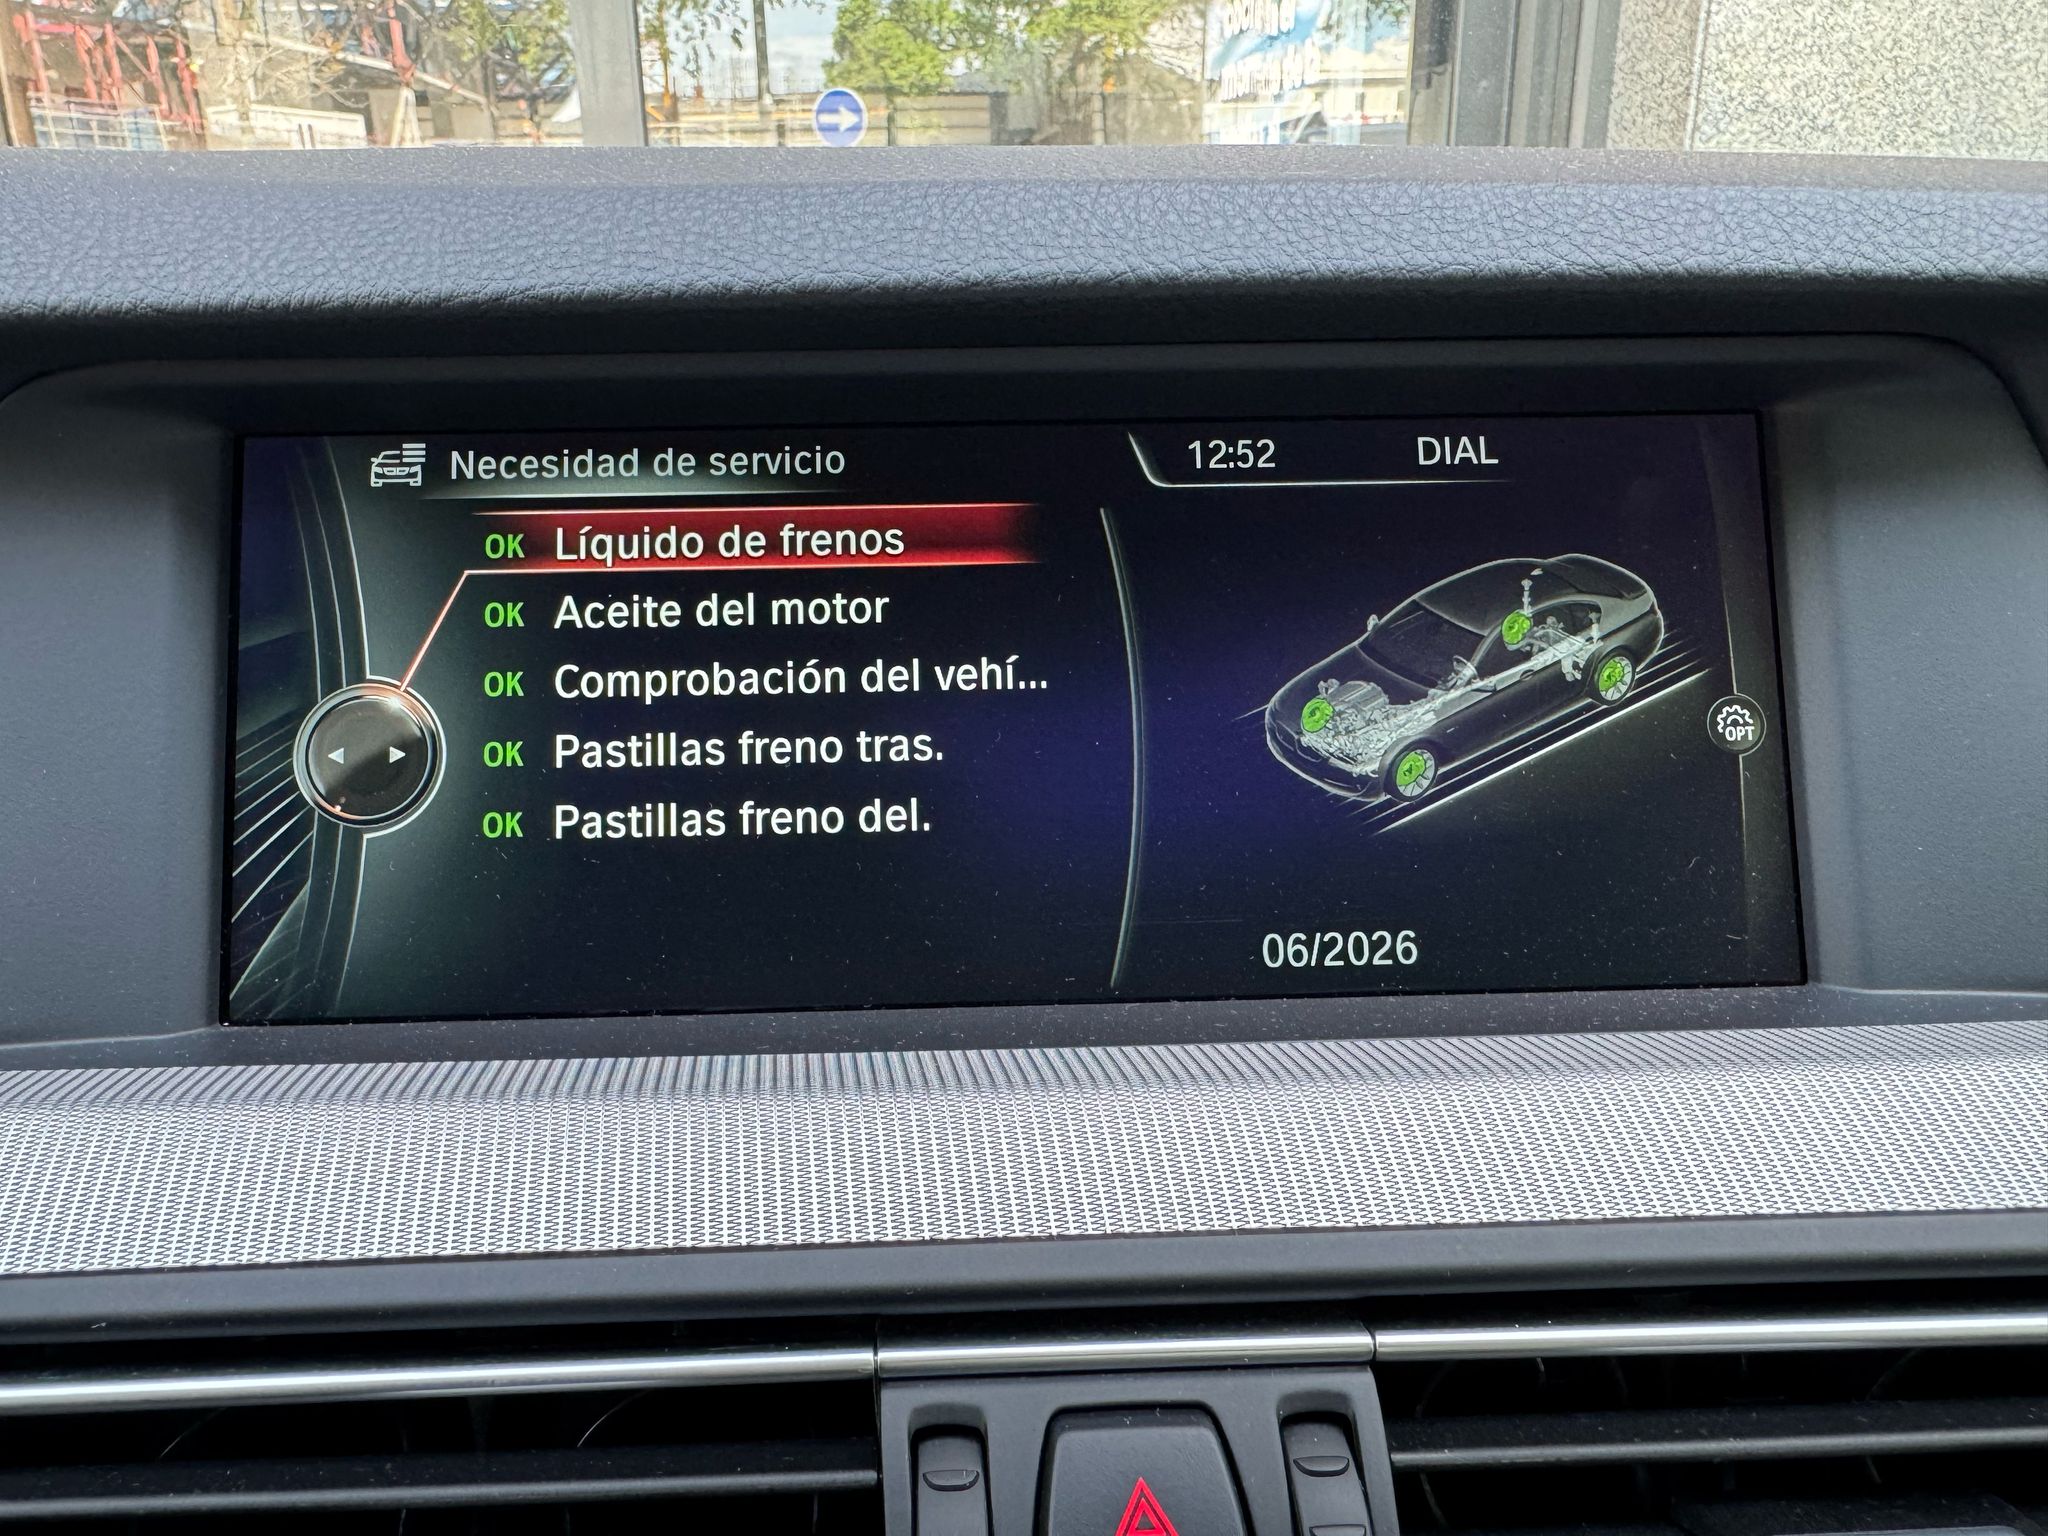 Necesidad de servicio
12:52 DIAL
OK Líquido de frenos
OK Aceite del motor
OK Comprobación del vehí...
OK Pastillas freno tras.
OK Pastillas freno del.
OPT
06/2026